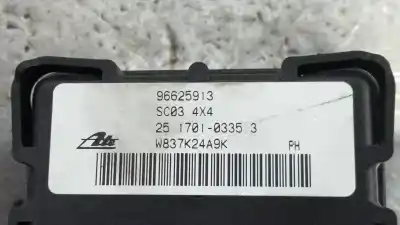 96625913
SC03 4X4
25.1701-0335.3
Ate W837K24A9K PH